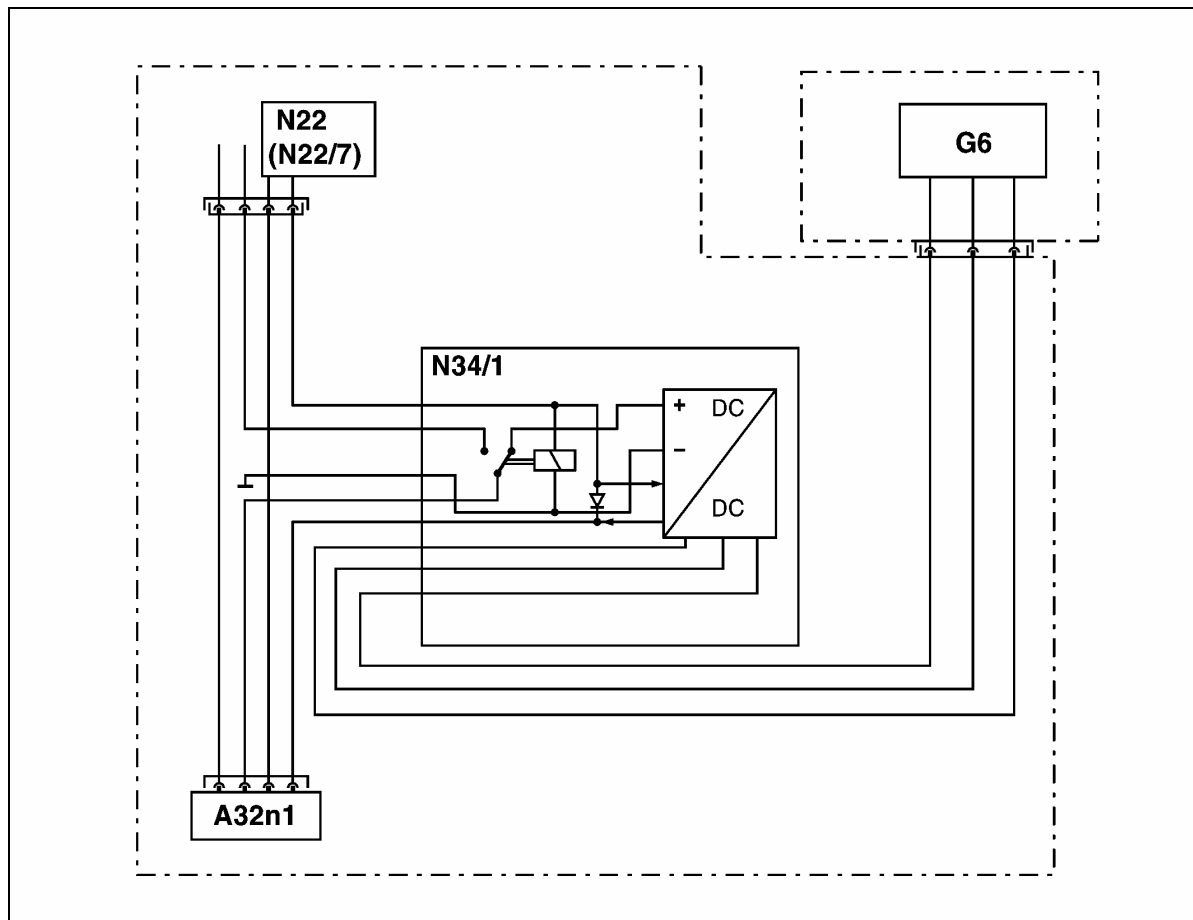 N22
(N22/7)
G6
N34/1
+ DC
−
DC
A32n1